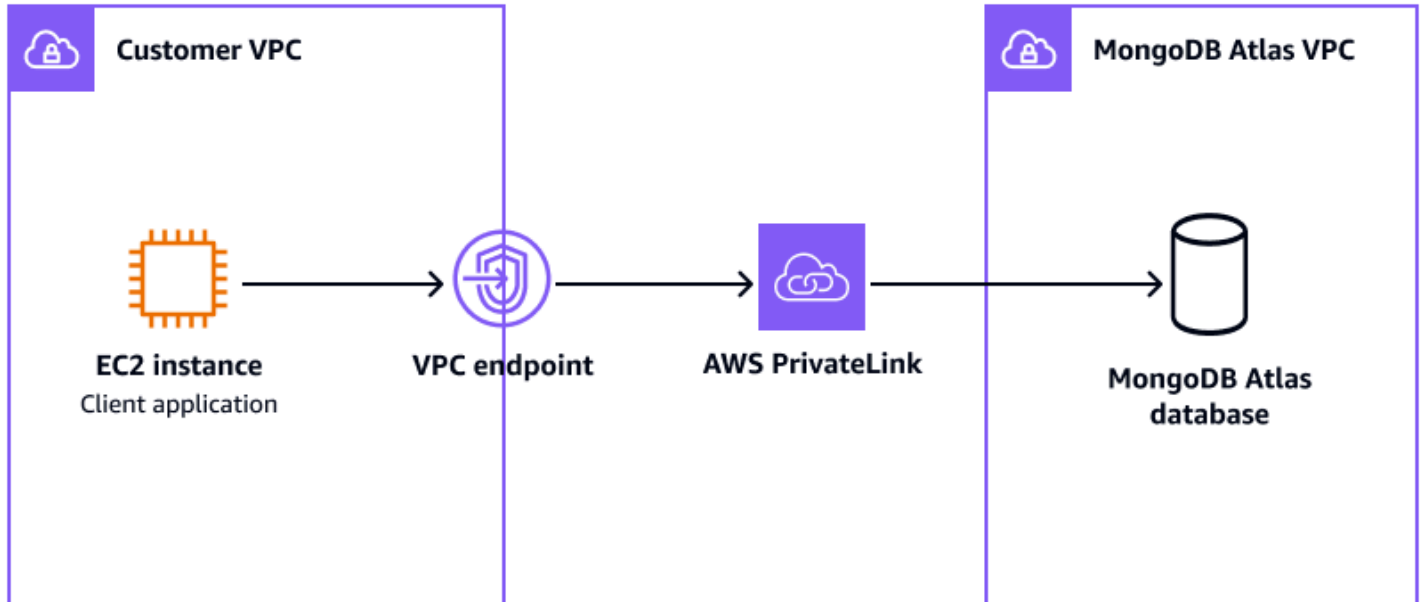 Customer VPC
MongoDB Atlas VPC
EC2 instance
Client application
VPC endpoint
AWS PrivateLink
MongoDB Atlas
database